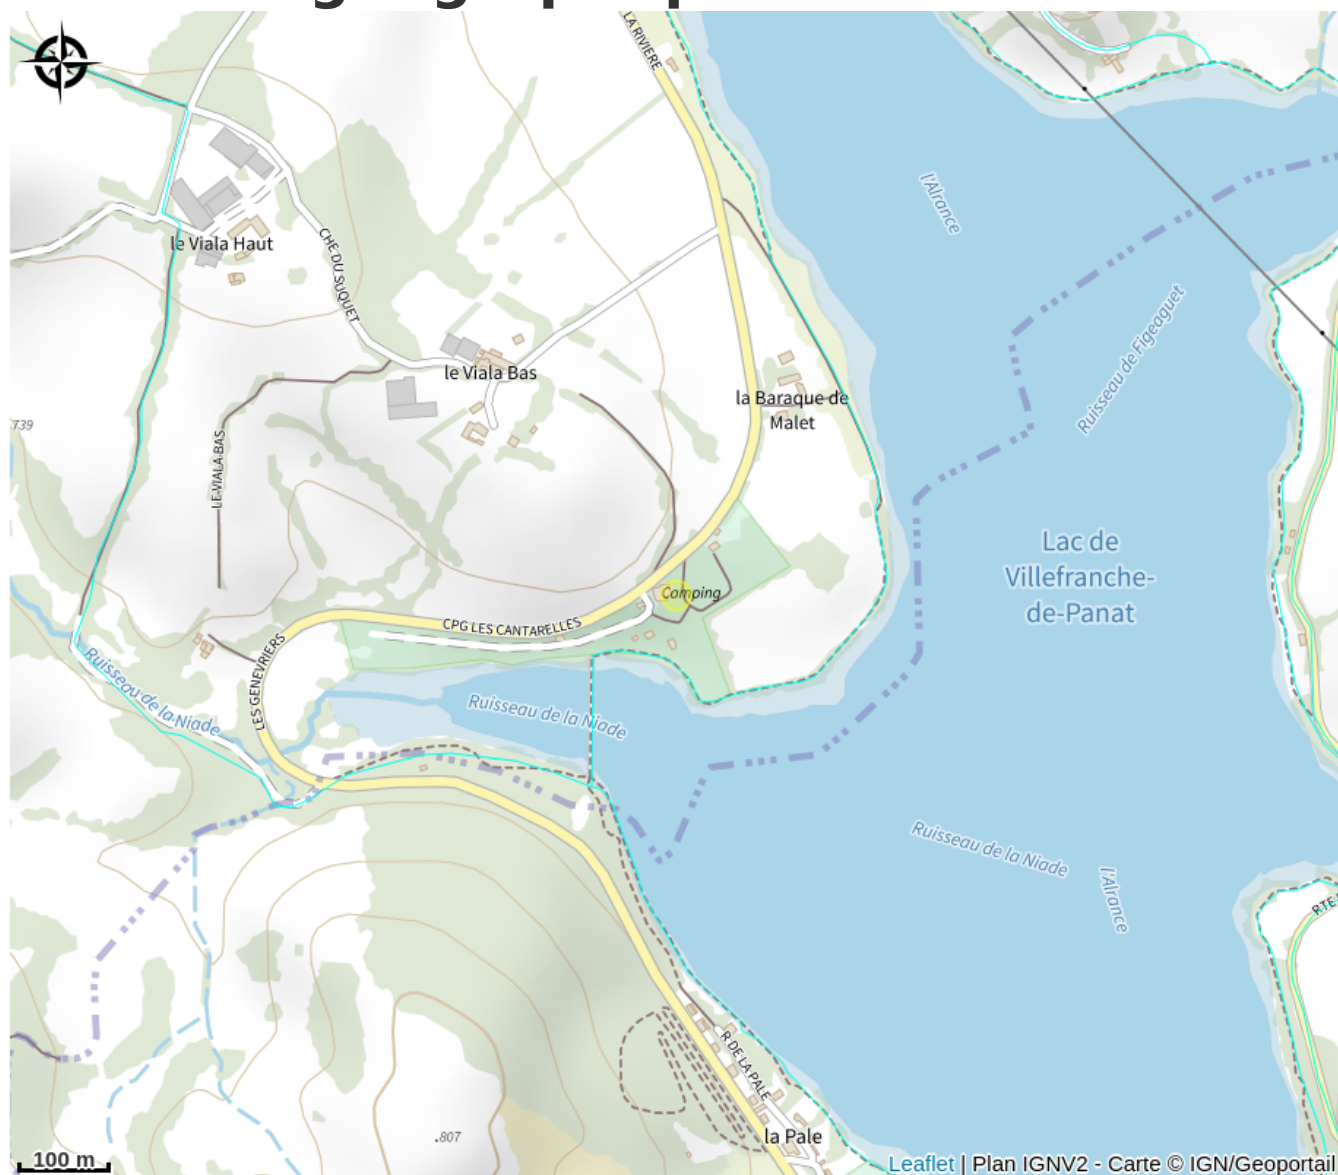 LA RIVIERE
l'Alrance
le Viala Haut
CHE DU SUQUET
Ruisseau de Figeaguet
le Viala Bas
la Baraque de
Malet
739
LE VIALA BAS
Lac de
Villefranche-
de-Panat
Camping
CPG LES CANTARELLES
LES GENEVRIERS
Ruisseau de la Niade
Ruisseau de la Niade
Ruisseau de la Niade
l'Alrance
RTE
R DE LA PALE
.807
la Pale
100 m
Leaflet | Plan IGNV2 - Carte © IGN/Geoportail